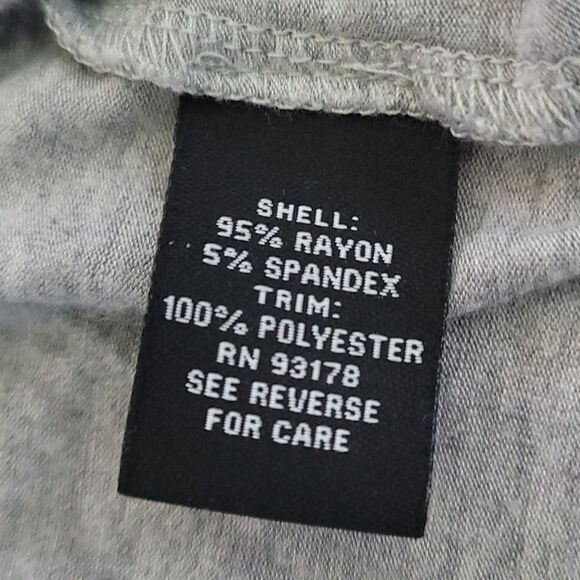 SHELL:
95% RAYON
5% SPANDEX
TRIM:
100% POLYESTER
RN 93178
SEE REVERSE
FOR CARE